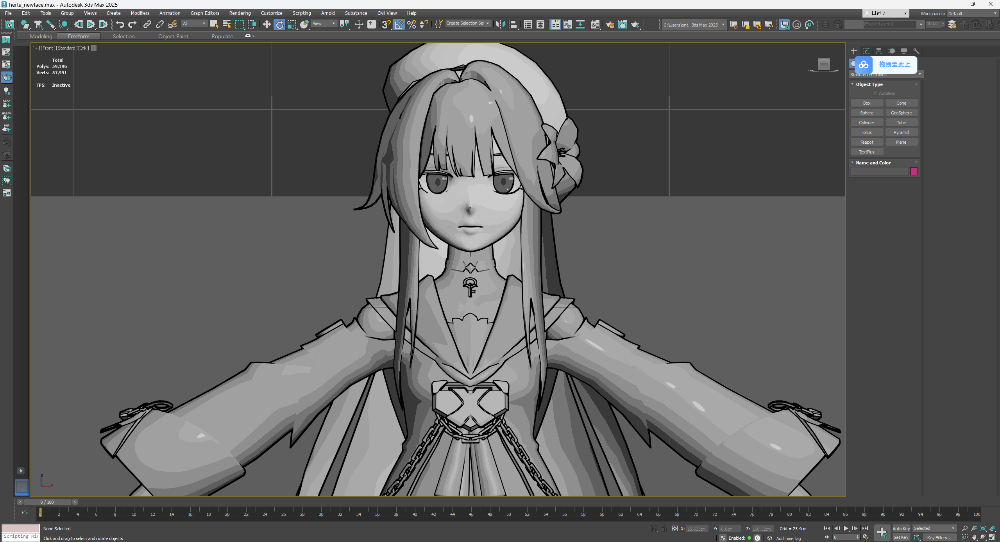 herta_newface.max - Autodesk 3ds Max 2025
File Edit Tools Group Views Create Modifiers Animation Graph Editors Rendering Customize Scripting Arnold Substance Civil View Help
나현 김
Workspaces: Default
All
View
Create Selection Set
C:\Users\ont...3ds Max 2025
12
(Enable Layers)
100.0
Modeling Freeform Selection Object Paint Populate
[+][Front][Standard][Ink]
Total
Polys: 59,196
Verts: 57,991
FPS: Inactive
proc
alem
vol
FRONT
拖拽至此上
Standard Primitives
Object Type
AutoGrid
Box Cone
Sphere GeoSphere
Cylinder Tube
Torus Pyramid
Teapot Plane
TextPlus
Name and Color
z
y x
< 0 / 100 >
0 2 4 6 8 10 12 14 16 18 20 22 24 26 28 30 32 34 36 38 40 42 44 46 48 50 52 54 56 58 60 62 64 66 68 70 72 74 76 78 80 82 84 86 88 90 92 94 96 98 100
None Selected
X: 15.633cm Y: -0.0cm Z: 160.52cm Grid = 25.4cm
Auto Key Selected
Scripting Mi
Click and drag to select and rotate objects
Enabled: 0 Add Time Tag
0
Set Key Key Filters...